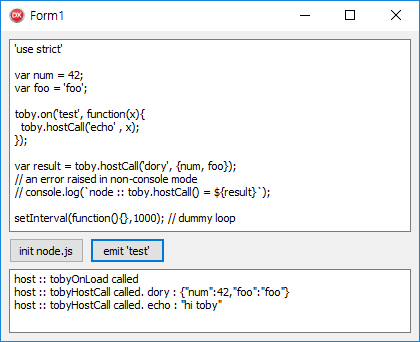 DX Form1
'use strict'
var num = 42;
var foo = 'foo';
toby.on('test', function(x){
toby.hostCall('echo' , x);
});
var result = toby.hostCall('dory', {num, foo});
// an error raised in non-console mode
// console.log(`node :: toby.hostCall() = ${result}`);
setInterval(function(){},1000); // dummy loop
init node.js emit 'test'
host :: tobyOnLoad called
host :: tobyHostCall called. dory : {"num":42,"foo":"foo"}
host :: tobyHostCall called. echo : "hi toby"